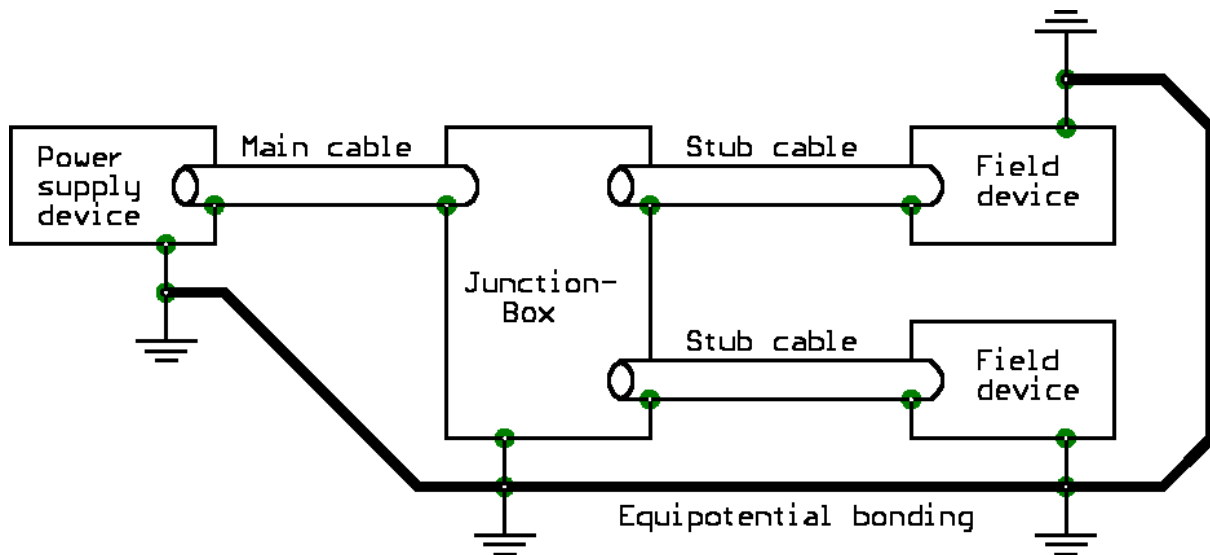 Main cable
Stub cable
Power
supply
device
Field
device
Junction-
Box
Stub cable
Field
device
Equipotential bonding